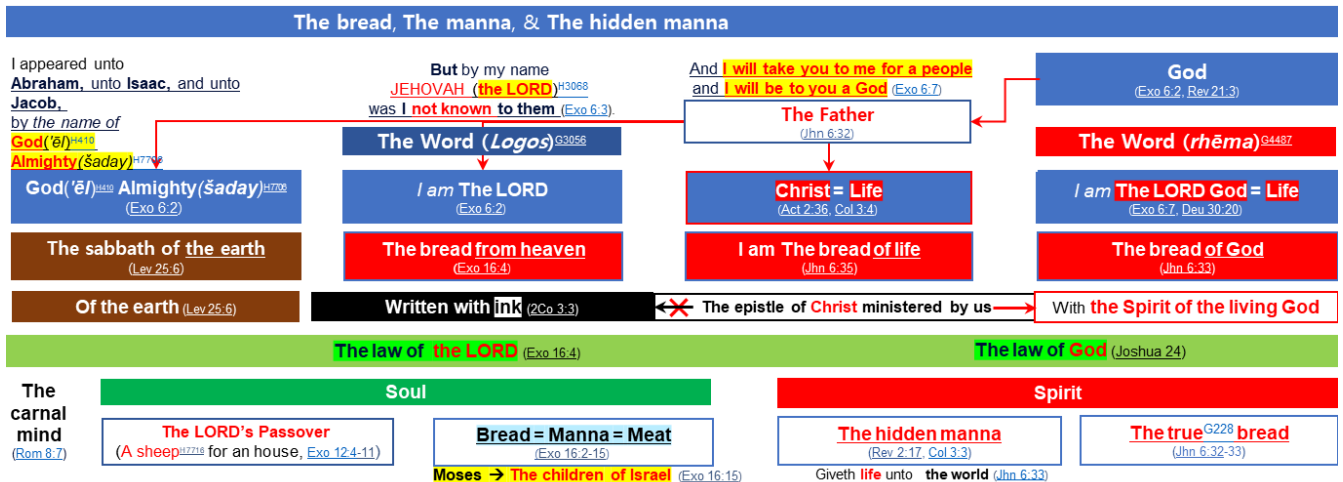 The bread, The manna, & The hidden manna
I appeared unto
Abraham, unto Isaac, and unto
Jacob,
by the name of
God('ēl)H410
Almighty(šaday)H7706
But by my name
JEHOVAH (the LORD)H3068
was I not known to them (Exo 6:3).
And I will take you to me for a people
and I will be to you a God (Exo 6:7)
God
(Exo 6:2, Rev 21:3)
The Father
(Jhn 6:32)
The Word (Logos)G3056
The Word (rhēma)G4487
God('ēl)H410 Almighty(šaday)H7706
(Exo 6:2)
I am The LORD
(Exo 6:2)
Christ = Life
(Act 2:36, Col 3:4)
I am The LORD God = Life
(Exo 6:7, Deu 30:20)
The sabbath of the earth
(Lev 25:6)
The bread from heaven
(Exo 16:4)
I am The bread of life
(Jhn 6:35)
The bread of God
(Jhn 6:33)
Of the earth (Lev 25:6)
Written with ink (2Co 3:3)
The epistle of Christ ministered by us
With the Spirit of the living God
The law of the LORD (Exo 16:4)
The law of God (Joshua 24)
The
carnal
mind
(Rom 8:7)
Soul
Spirit
The LORD's Passover
(A sheepH7716 for an house, Exo 12:4-11)
Bread = Manna = Meat
(Exo 16:2-15)
Moses → The children of Israel (Exo 16:15)
The hidden manna
(Rev 2:17, Col 3:3)
Giveth life unto the world (Jhn 6:33)
The trueG228 bread
(Jhn 6:32-33)